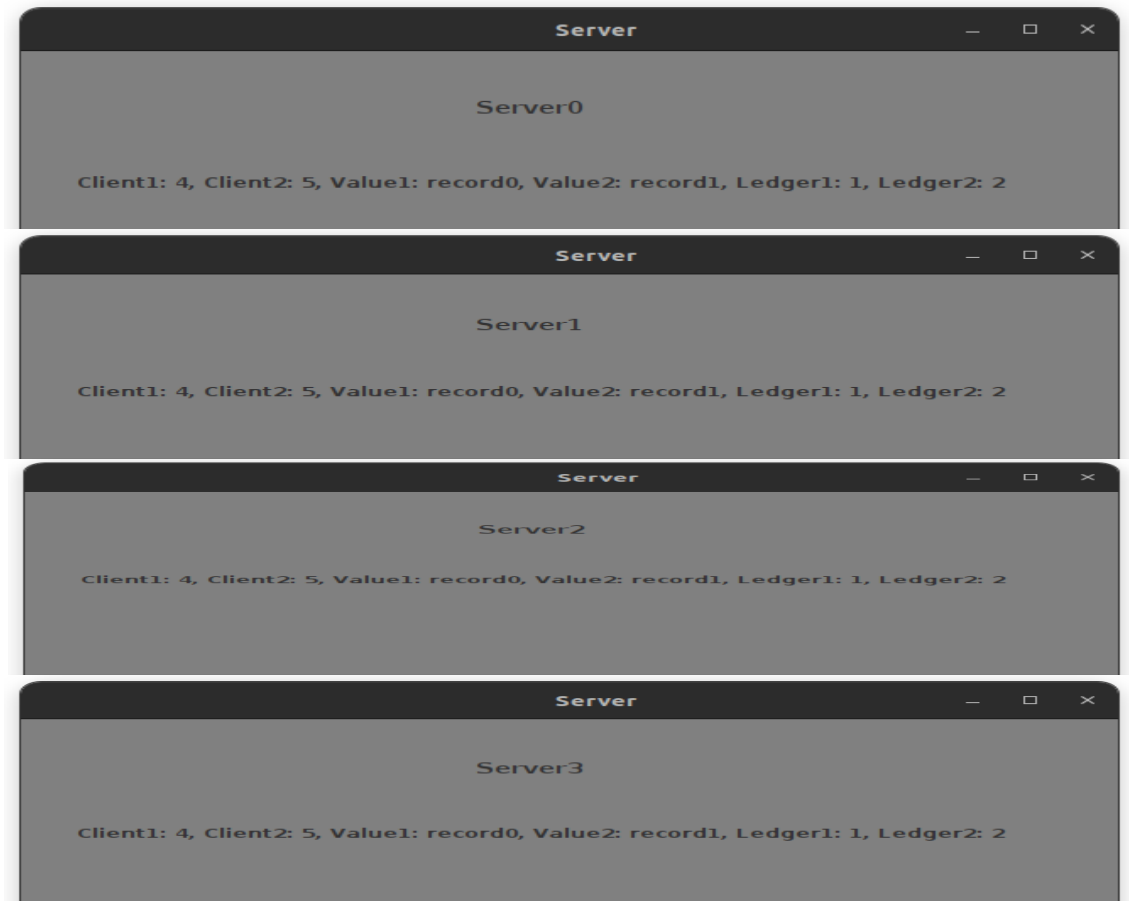 Server
Server0
Client1: 4, Client2: 5, Value1: record0, Value2: record1, Ledger1: 1, Ledger2: 2
Server
Server1
Client1: 4, Client2: 5, Value1: record0, Value2: record1, Ledger1: 1, Ledger2: 2
Server
Server2
Client1: 4, Client2: 5, Value1: record0, Value2: record1, Ledger1: 1, Ledger2: 2
Server
Server3
Client1: 4, Client2: 5, Value1: record0, Value2: record1, Ledger1: 1, Ledger2: 2